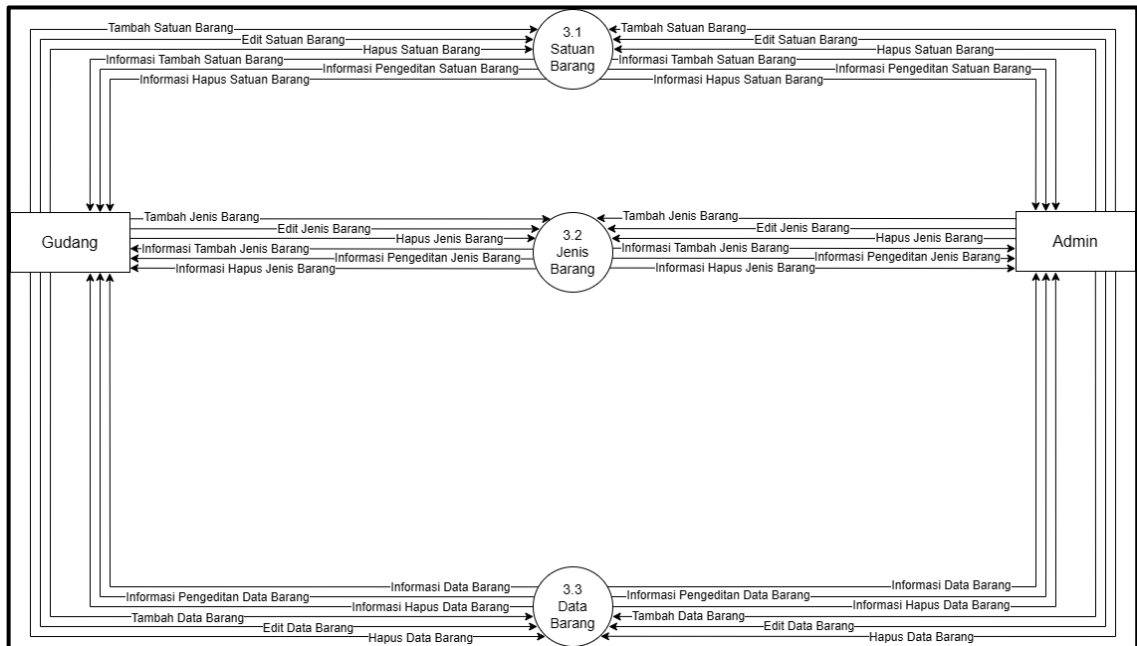 Tambah Satuan Barang
Edit Satuan Barang
Hapus Satuan Barang
Informasi Tambah Satuan Barang
Informasi Pengeditan Satuan Barang
Informasi Hapus Satuan Barang
3.1
Satuan
Barang
Tambah Satuan Barang
Edit Satuan Barang
Hapus Satuan Barang
Informasi Tambah Satuan Barang
Informasi Pengeditan Satuan Barang
Informasi Hapus Satuan Barang
Gudang
Tambah Jenis Barang
Edit Jenis Barang
Hapus Jenis Barang
Informasi Tambah Jenis Barang
Informasi Pengeditan Jenis Barang
Informasi Hapus Jenis Barang
3.2
Jenis
Barang
Tambah Jenis Barang
Edit Jenis Barang
Hapus Jenis Barang
Informasi Tambah Jenis Barang
Informasi Pengeditan Jenis Barang
Informasi Hapus Jenis Barang
Admin
Informasi Data Barang
Informasi Pengeditan Data Barang
Informasi Hapus Data Barang
Tambah Data Barang
Edit Data Barang
Hapus Data Barang
3.3
Data
Barang
Informasi Data Barang
Informasi Pengeditan Data Barang
Informasi Hapus Data Barang
Tambah Data Barang
Edit Data Barang
Hapus Data Barang